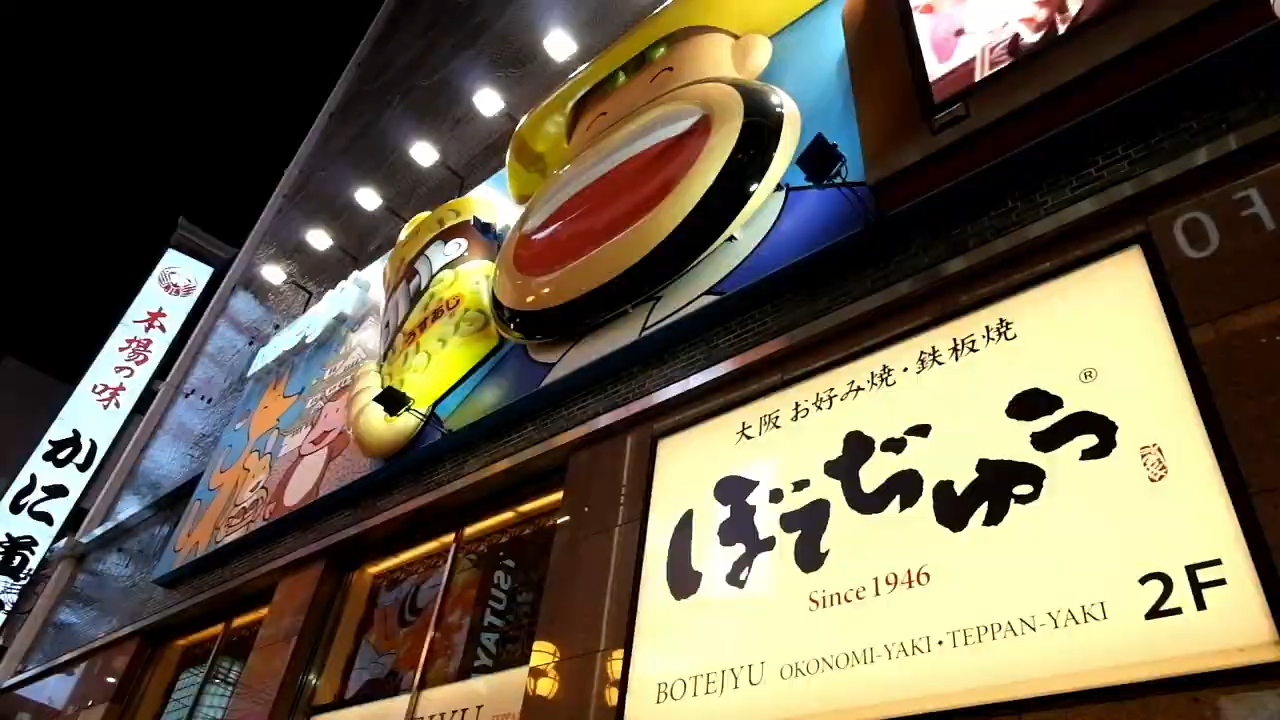 本場の味
かに道
うすあじ
大阪 お好み焼・鉄板焼
ぼてぢゅう®
Since 1946
2F
BOTEJYU OKONOMI-YAKI・TEPPAN-YAKI